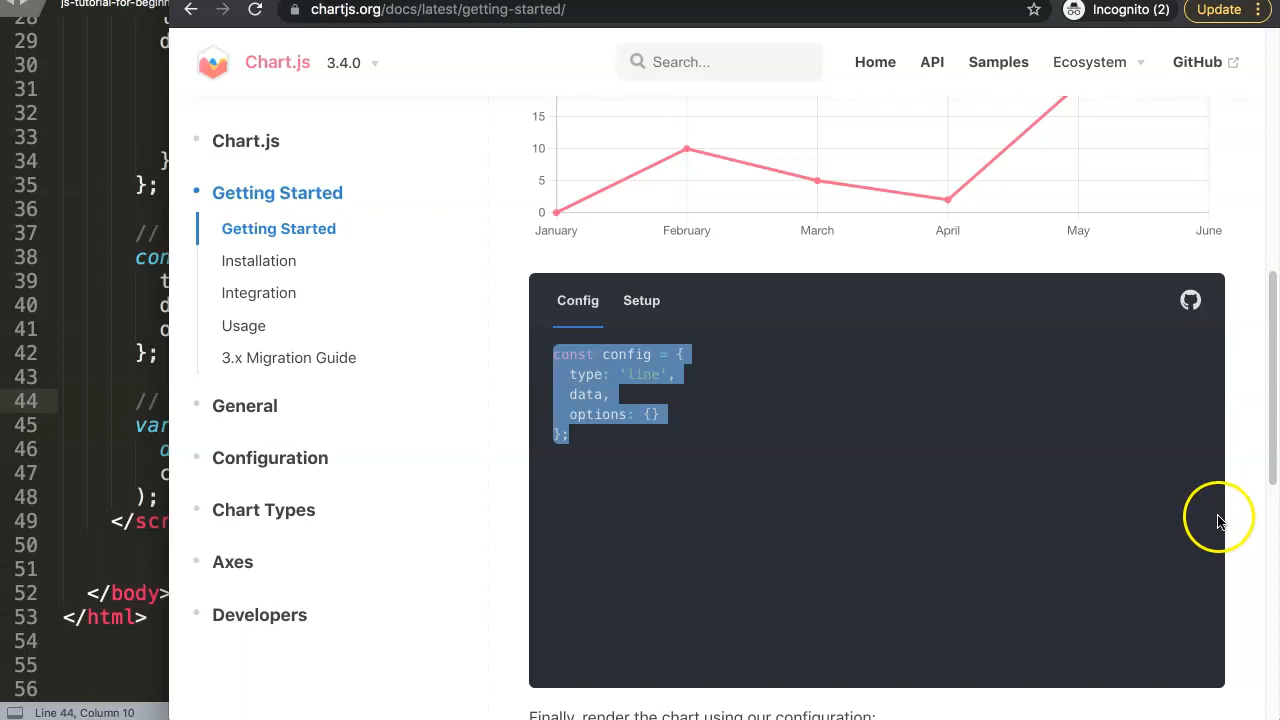 js-tutorial-for-beginn
chartjs.org/docs/latest/getting-started/
Incognito (2)
Update
Chart.js
3.4.0
Search...
Home
API
Samples
Ecosystem
GitHub
Chart.js
Getting Started
Getting Started
Installation
Integration
Usage
3.x Migration Guide
General
Configuration
Chart Types
Axes
Developers
15
10
5
0
January
February
March
April
May
June
Config
Setup
const config = {
type: 'line',
data,
options: {}
};
Finally, render the chart using our configuration:
28
29 d
30
31
32
33
34 }
35 };
36
37 //
38 con
39 t
40 d
41 o
42 };
43
44 //
45 var
46 d
47 c
48 );
49 </scr
50
51
52 </body>
53 </html>
54
55
56
Line 44, Column 10